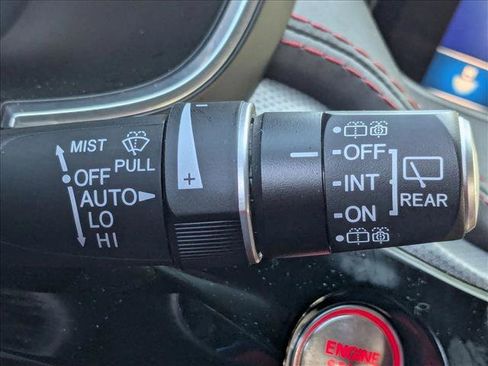 MIST
PULL
OFF
AUTO
LO
HI
- 
+
OFF
INT
ON
REAR
ENGINE